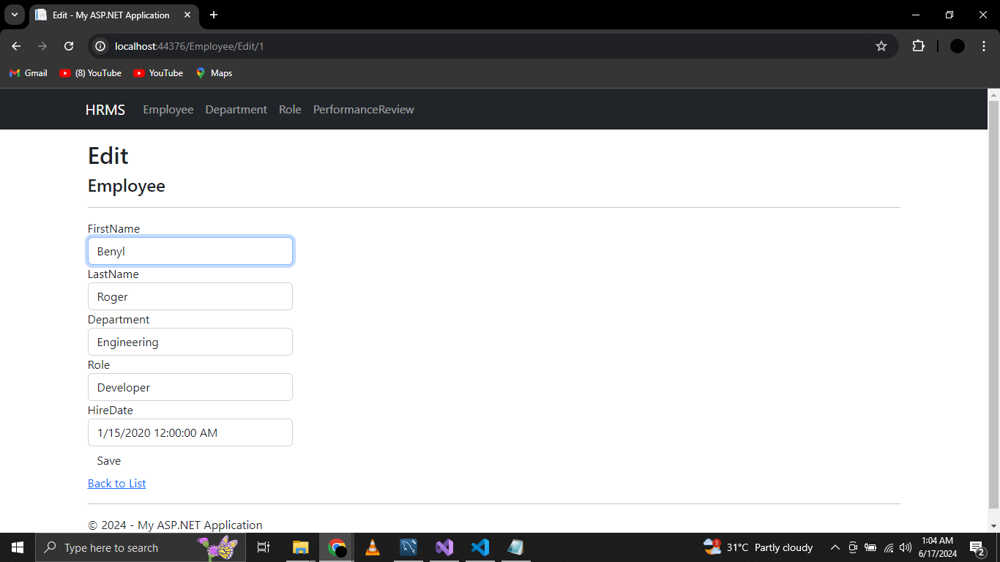 Edit - My ASP.NET Application
localhost:44376/Employee/Edit/1
Gmail (8) YouTube YouTube Maps
HRMS Employee Department Role PerformanceReview
Edit
Employee
FirstName
Benyl
LastName
Roger
Department
Engineering
Role
Developer
HireDate
1/15/2020 12:00:00 AM
Save
Back to List
© 2024 - My ASP.NET Application
Type here to search 1 31°C Partly cloudy 1:04 AM
6/17/2024 2